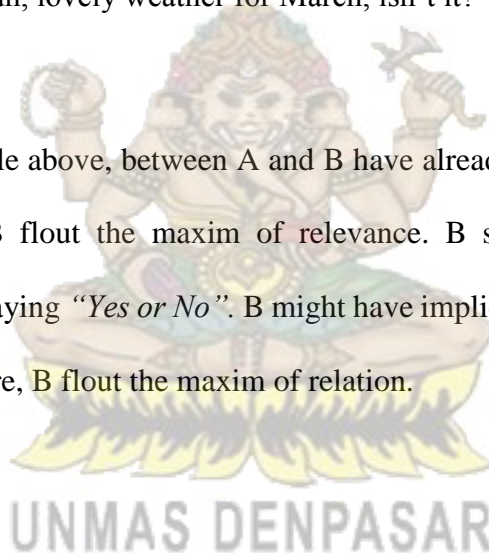 lovely weather for March, isn't it?
le above, between A and B have alread
B flout the maxim of relevance. B s
aying "Yes or No". B might have impli
re, B flout the maxim of relation.
UNMAS DENPASAR